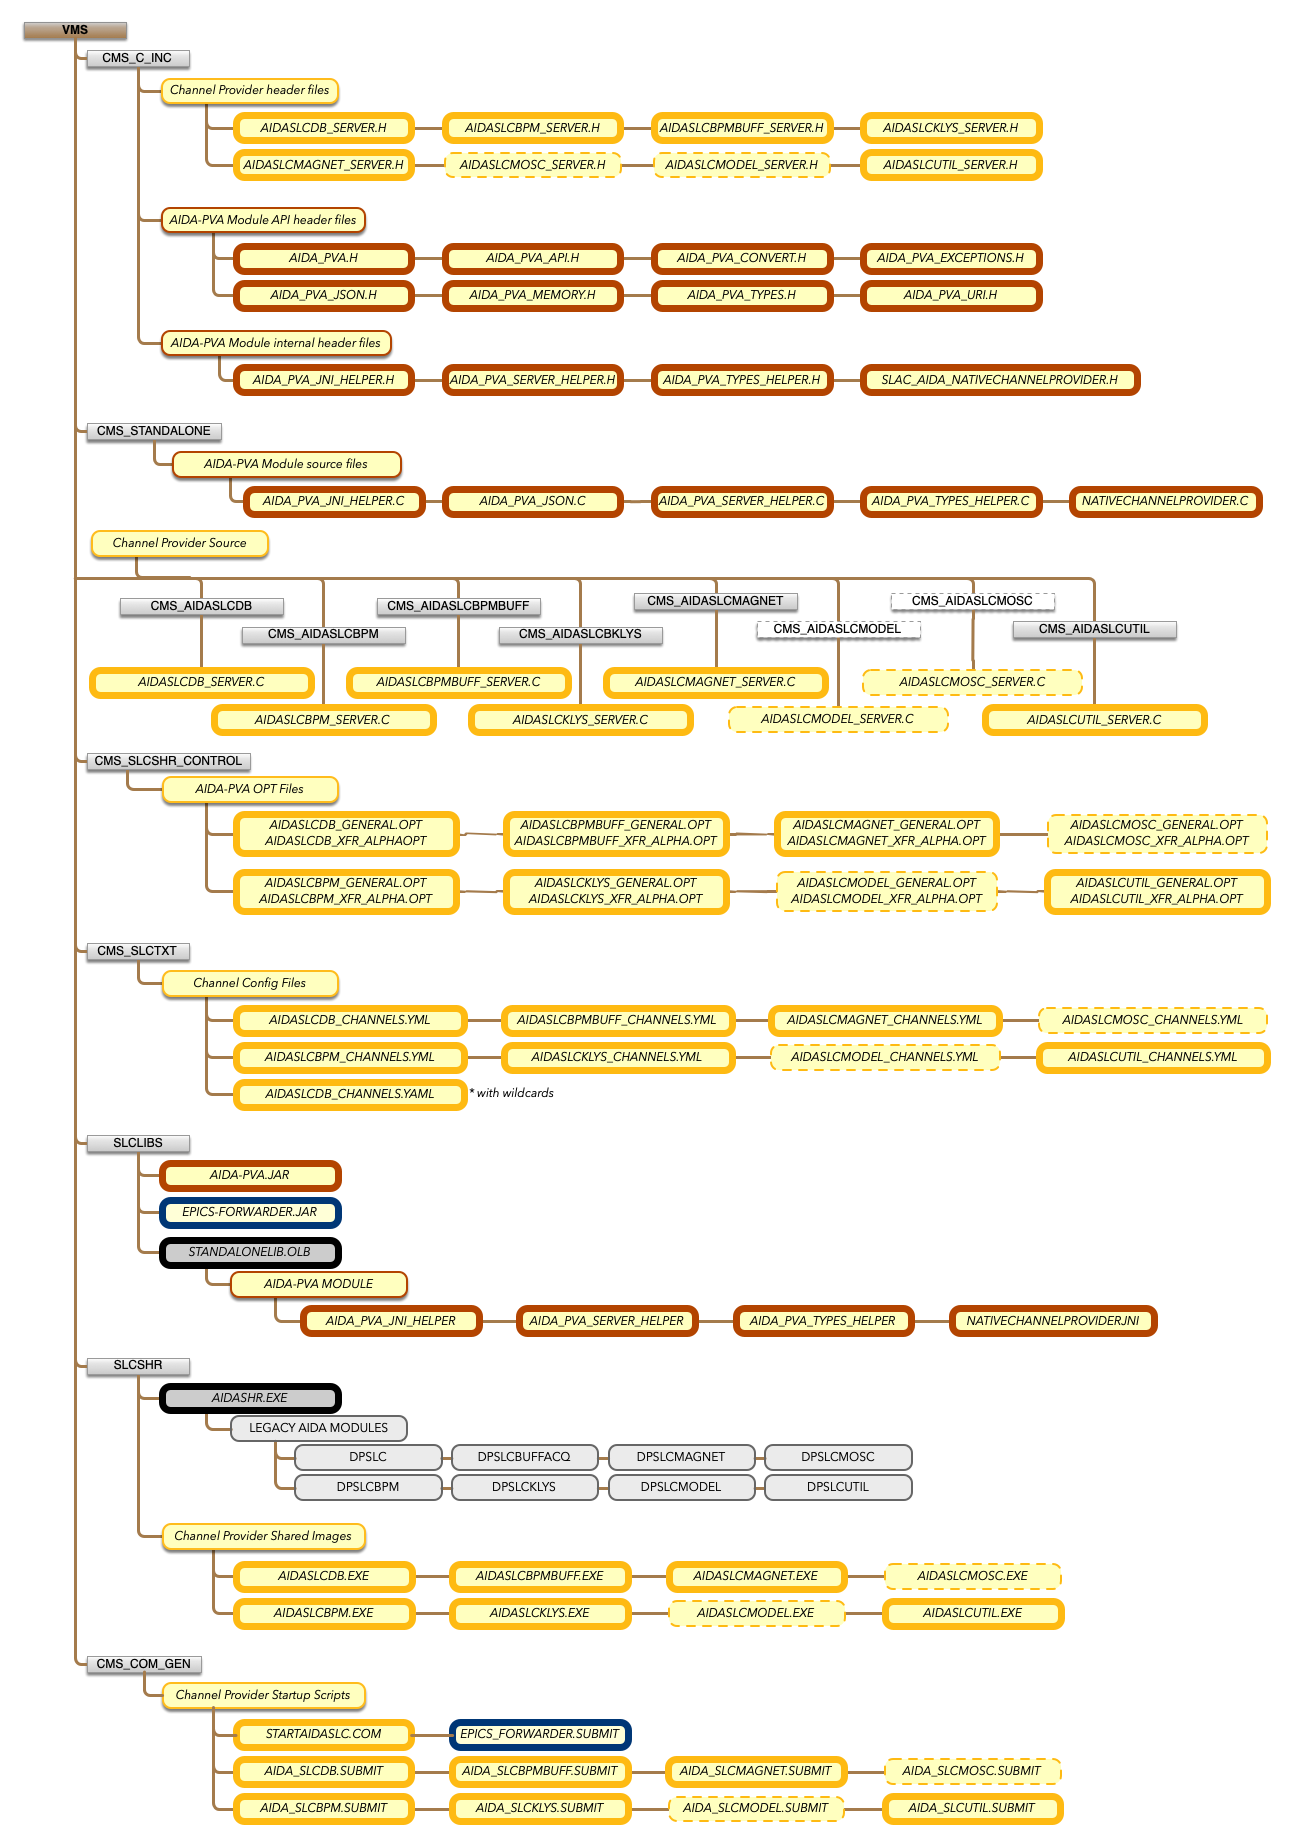 VMS
CMS_C_INC
Channel Provider header files
AIDASLCDB_SERVER.H
AIDASLCBPM_SERVER.H
AIDASLCBPMBUFF_SERVER.H
AIDASLCKLYS_SERVER.H
AIDASLCMAGNET_SERVER.H
AIDASLCMOSC_SERVER.H
AIDASLCMODEL_SERVER.H
AIDASLCUTIL_SERVER.H
AIDA-PVA Module API header files
AIDA_PVA.H
AIDA_PVA_API.H
AIDA_PVA_CONVERT.H
AIDA_PVA_EXCEPTIONS.H
AIDA_PVA_JSON.H
AIDA_PVA_MEMORY.H
AIDA_PVA_TYPES.H
AIDA_PVA_URI.H
AIDA-PVA Module internal header files
AIDA_PVA_JNI_HELPER.H
AIDA_PVA_SERVER_HELPER.H
AIDA_PVA_TYPES_HELPER.H
SLAC_AIDA_NATIVECHANNELPROVIDER.H
CMS_STANDALONE
AIDA-PVA Module source files
AIDA_PVA_JNI_HELPER.C
AIDA_PVA_JSON.C
AIDA_PVA_SERVER_HELPER.C
AIDA_PVA_TYPES_HELPER.C
NATIVECHANNELPROVIDER.C
Channel Provider Source
CMS_AIDASLCDB
CMS_AIDASLCBPMBUFF
CMS_AIDASLCMAGNET
CMS_AIDASLCMOSC
CMS_AIDASLCBPM
CMS_AIDASLCBKLYS
CMS_AIDASLCMODEL
CMS_AIDASLCUTIL
AIDASLCDB_SERVER.C
AIDASLCBPMBUFF_SERVER.C
AIDASLCMAGNET_SERVER.C
AIDASLCMOSC_SERVER.C
AIDASLCBPM_SERVER.C
AIDASLCKLYS_SERVER.C
AIDASLCMODEL_SERVER.C
AIDASLCUTIL_SERVER.C
CMS_SLCSHR_CONTROL
AIDA-PVA OPT Files
AIDASLCDB_GENERAL.OPT
AIDASLCDB_XFR_ALPHAOPT
AIDASLCBPMBUFF_GENERAL.OPT
AIDASLCBPMBUFF_XFR_ALPHA.OPT
AIDASLCMAGNET_GENERAL.OPT
AIDASLCMAGNET_XFR_ALPHA.OPT
AIDASLCMOSC_GENERAL.OPT
AIDASLCMOSC_XFR_ALPHA.OPT
AIDASLCBPM_GENERAL.OPT
AIDASLCBPM_XFR_ALPHA.OPT
AIDASLCKLYS_GENERAL.OPT
AIDASLCKLYS_XFR_ALPHA.OPT
AIDASLCMODEL_GENERAL.OPT
AIDASLCMODEL_XFR_ALPHA.OPT
AIDASLCUTIL_GENERAL.OPT
AIDASLCUTIL_XFR_ALPHA.OPT
CMS_SLCTXT
Channel Config Files
AIDASLCDB_CHANNELS.YML
AIDASLCBPMBUFF_CHANNELS.YML
AIDASLCMAGNET_CHANNELS.YML
AIDASLCMOSC_CHANNELS.YML
AIDASLCBPM_CHANNELS.YML
AIDASLCKLYS_CHANNELS.YML
AIDASLCMODEL_CHANNELS.YML
AIDASLCUTIL_CHANNELS.YML
AIDASLCDB_CHANNELS.YAML
* with wildcards
SLCLIBS
AIDA-PVA.JAR
EPICS-FORWARDER.JAR
STANDALONELIB.OLB
AIDA-PVA MODULE
AIDA_PVA_JNI_HELPER
AIDA_PVA_SERVER_HELPER
AIDA_PVA_TYPES_HELPER
NATIVECHANNELPROVIDERJNI
SLCSHR
AIDASHR.EXE
LEGACY AIDA MODULES
DPSLC
DPSLCBUFFACQ
DPSLCMAGNET
DPSLCMOSC
DPSLCBPM
DPSLCKLYS
DPSLCMODEL
DPSLCUTIL
Channel Provider Shared Images
AIDASLCDB.EXE
AIDASLCBPMBUFF.EXE
AIDASLCMAGNET.EXE
AIDASLCMOSC.EXE
AIDASLCBPM.EXE
AIDASLCKLYS.EXE
AIDASLCMODEL.EXE
AIDASLCUTIL.EXE
CMS_COM_GEN
Channel Provider Startup Scripts
STARTAIDASLC.COM
EPICS_FORWARDER.SUBMIT
AIDA_SLCDB.SUBMIT
AIDA_SLCBPMBUFF.SUBMIT
AIDA_SLCMAGNET.SUBMIT
AIDA_SLCMOSC.SUBMIT
AIDA_SLCBPM.SUBMIT
AIDA_SLCKLYS.SUBMIT
AIDA_SLCMODEL.SUBMIT
AIDA_SLCUTIL.SUBMIT